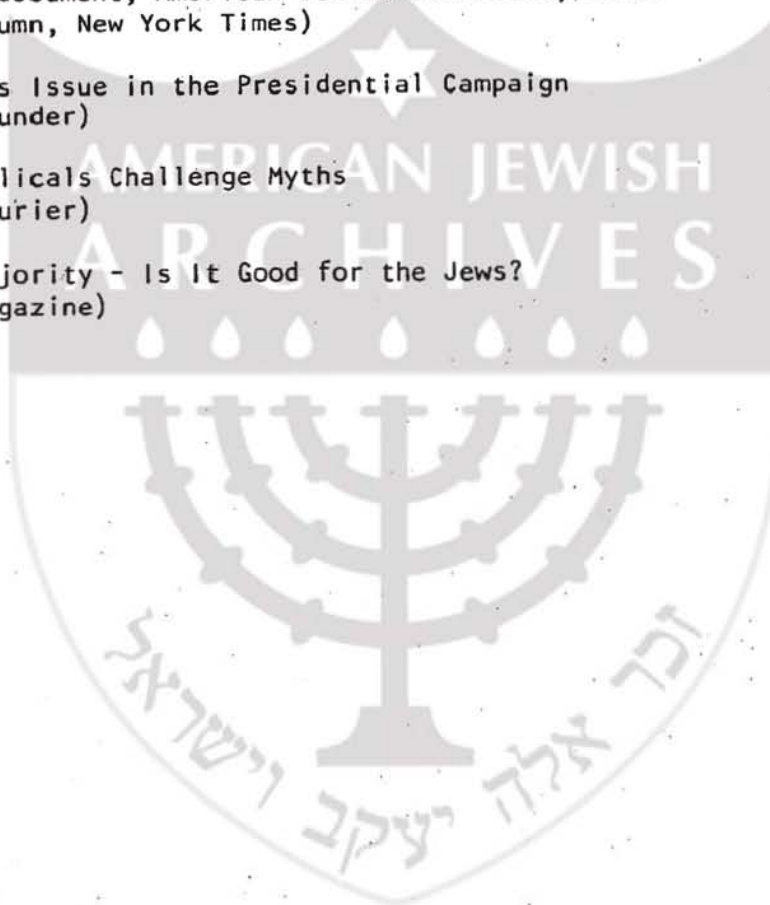 umn, New York Times)
s Issue in the Presidential Campaign
under)
licals Challenge Myths
urier)
jority - Is It Good for the Jews?
gazine)
AMERICAN JEWISH
ARCHIVES
זכר אלה יעקב וישראל